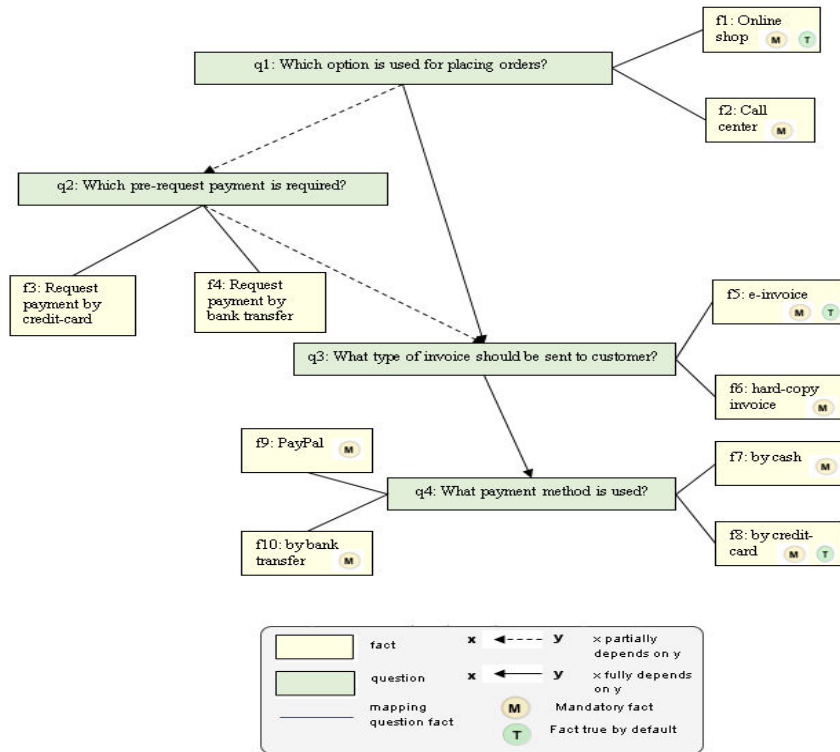 f1: Online
shop M T
q1: Which option is used for placing orders?
f2: Call
center M
q2: Which pre-request payment is required?
f3: Request
payment by
credit-card
f4: Request
payment by
bank transfer
f5: e-invoice
M T
q3: What type of invoice should be sent to customer?
f6: hard-copy
invoice M
f9: PayPal M
f7: by cash
M
q4: What payment method is used?
f10: by bank
transfer M
f8: by credit-
card M T
fact
x y x partially
depends on y
question
x y x fully depends
on y
mapping
question fact
M Mandatory fact
T Fact true by default